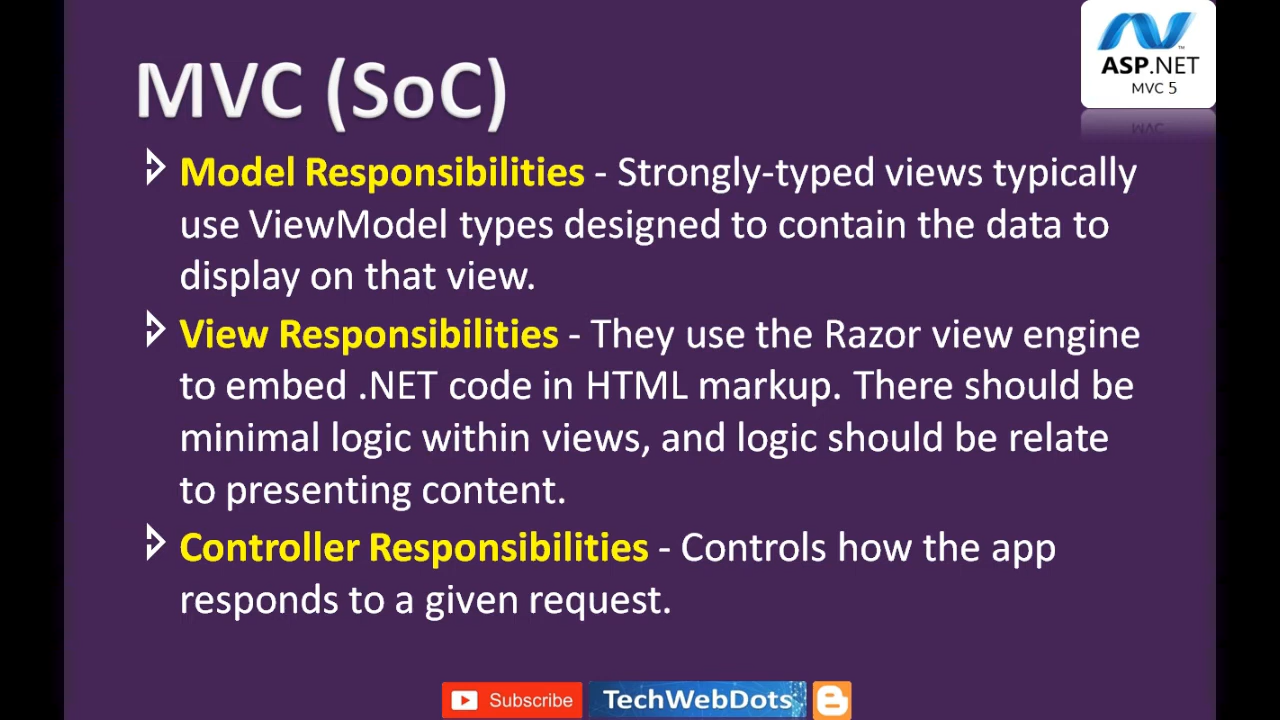 ASP.NET
MVC 5
MVC (SoC)
Model Responsibilities - Strongly-typed views typically
use ViewModel types designed to contain the data to
display on that view.
View Responsibilities - They use the Razor view engine
to embed .NET code in HTML markup. There should be
minimal logic within views, and logic should be relate
to presenting content.
Controller Responsibilities - Controls how the app
responds to a given request.
Subscribe TechWebDots